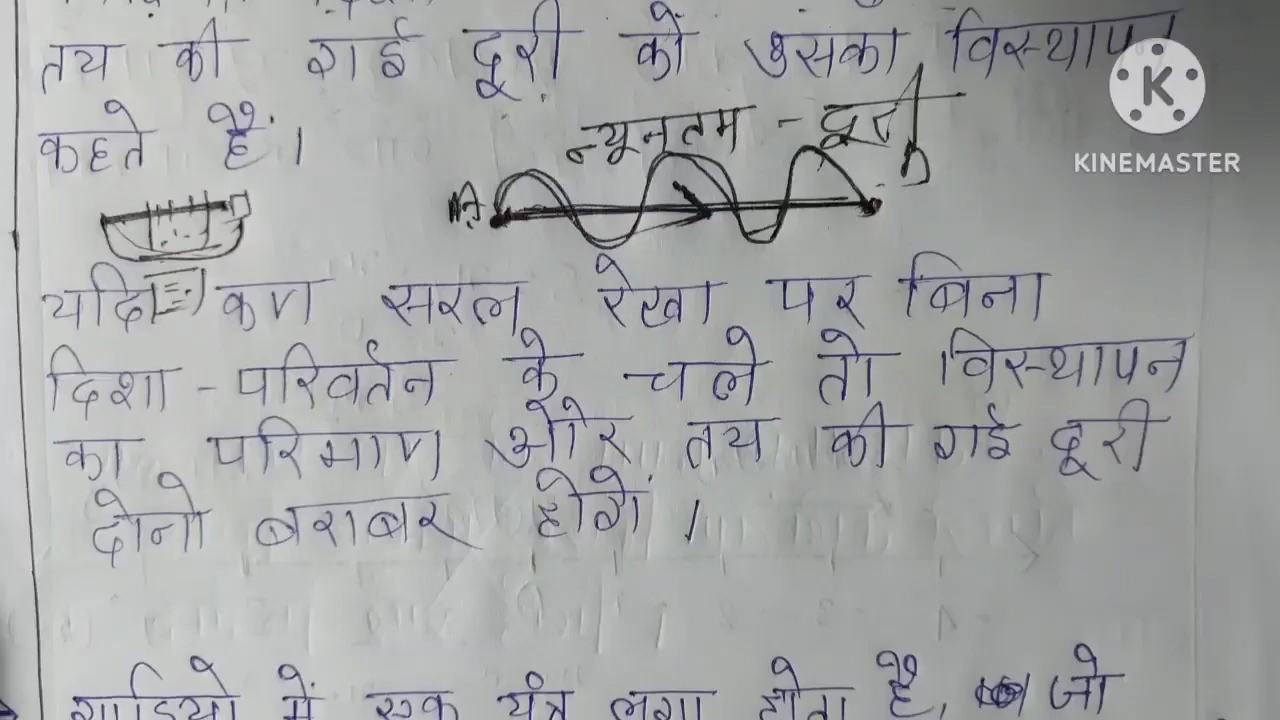 तय की गई दूरी को उसका विस्थापन
कहते हैं।
न्यूनतम - दूरी
A
यदि कण सरल रेखा पर बिना
दिशा - परिवर्तन के चले तो विस्थापन
का परिमाण और तय की गई दूरी
दोनो बराबर होगें।
गाडियो में एक यंत्र लगा होता है, जो
K
KINEMASTER